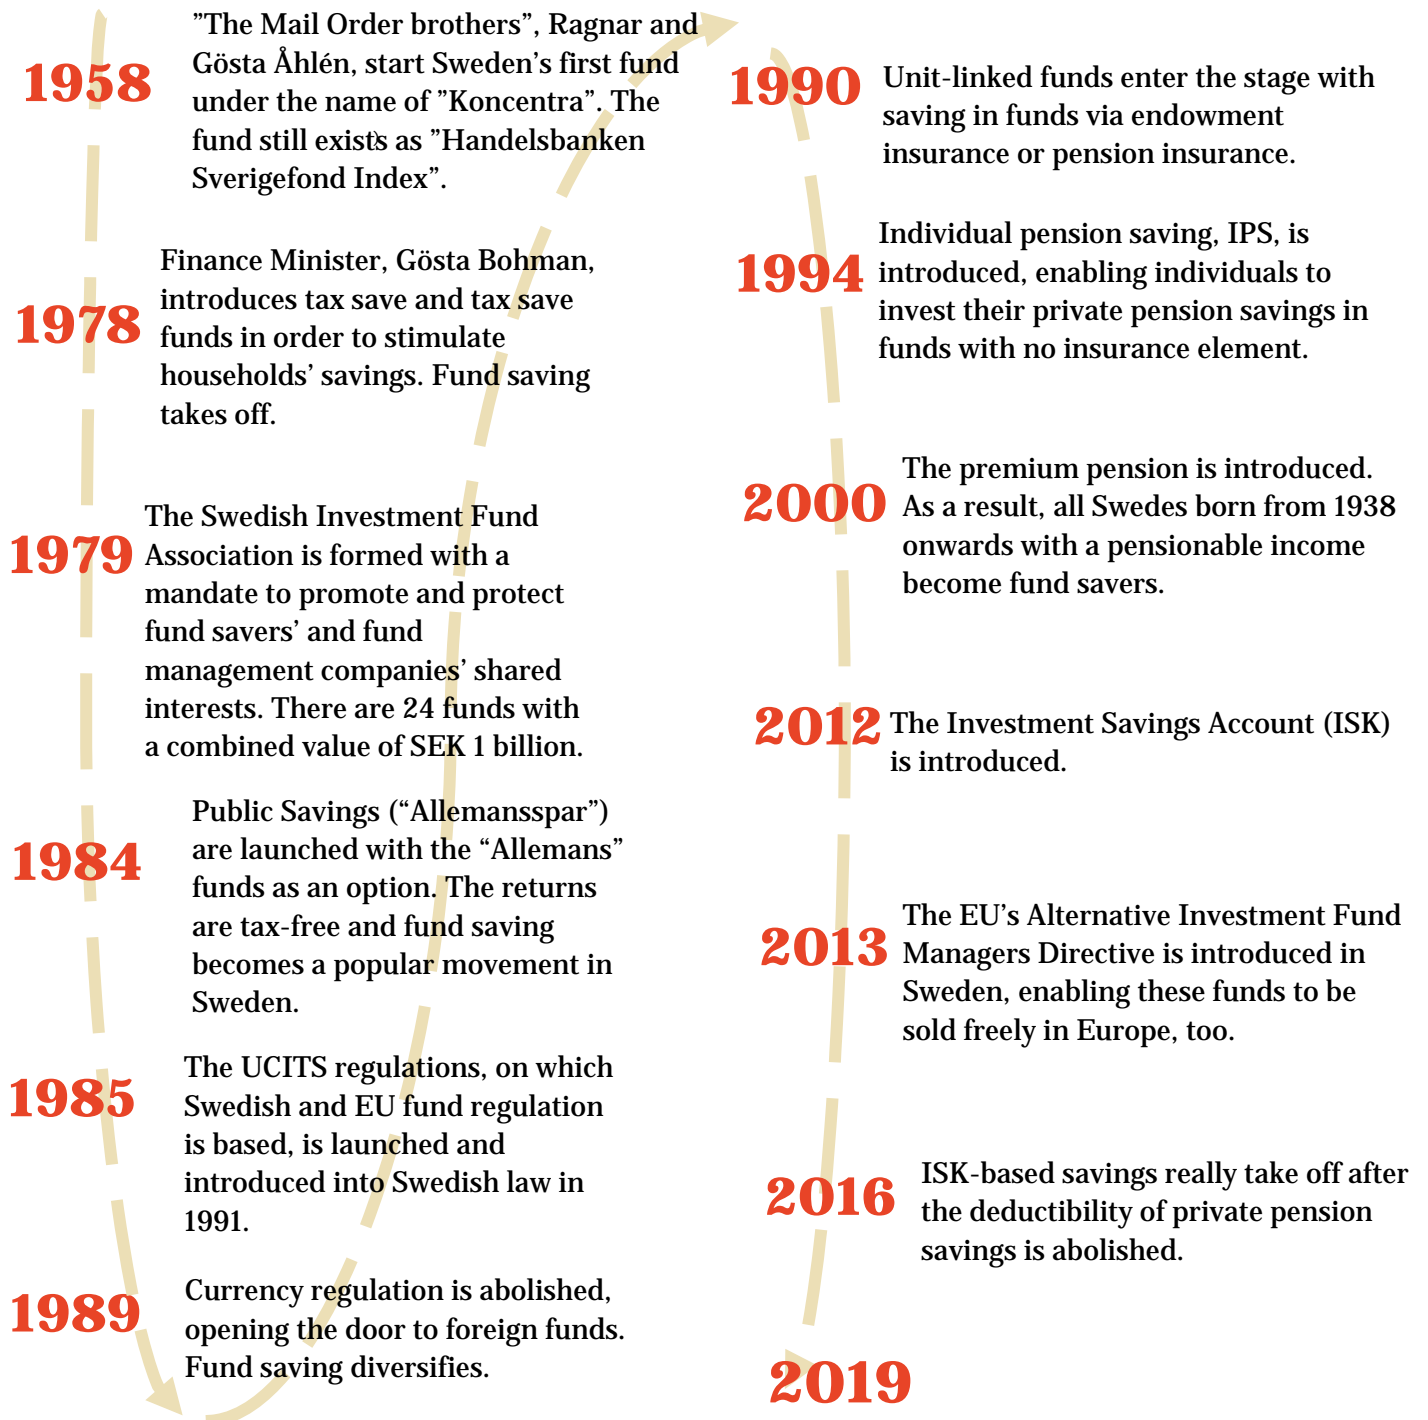 1958
”The Mail Order brothers”, Ragnar and
Gösta Åhlén, start Sweden’s first fund
under the name of ”Koncentra”. The
fund still exists as ”Handelsbanken
Sverigefond Index”.
1978
Finance Minister, Gösta Bohman,
introduces tax save and tax save
funds in order to stimulate
households’ savings. Fund saving
takes off.
1979
The Swedish Investment Fund
Association is formed with a
mandate to promote and protect
fund savers’ and fund
management companies’ shared
interests. There are 24 funds with
a combined value of SEK 1 billion.
1984
Public Savings (“Allemansspar”)
are launched with the “Allemans”
funds as an option. The returns
are tax-free and fund saving
becomes a popular movement in
Sweden.
1985
The UCITS regulations, on which
Swedish and EU fund regulation
is based, is launched and
introduced into Swedish law in
1991.
1989
Currency regulation is abolished,
opening the door to foreign funds.
Fund saving diversifies.
1990
Unit-linked funds enter the stage with
saving in funds via endowment
insurance or pension insurance.
1994
Individual pension saving, IPS, is
introduced, enabling individuals to
invest their private pension savings in
funds with no insurance element.
2000
The premium pension is introduced.
As a result, all Swedes born from 1938
onwards with a pensionable income
become fund savers.
2012
The Investment Savings Account (ISK)
is introduced.
2013
The EU’s Alternative Investment Fund
Managers Directive is introduced in
Sweden, enabling these funds to be
sold freely in Europe, too.
2016
ISK-based savings really take off after
the deductibility of private pension
savings is abolished.
2019